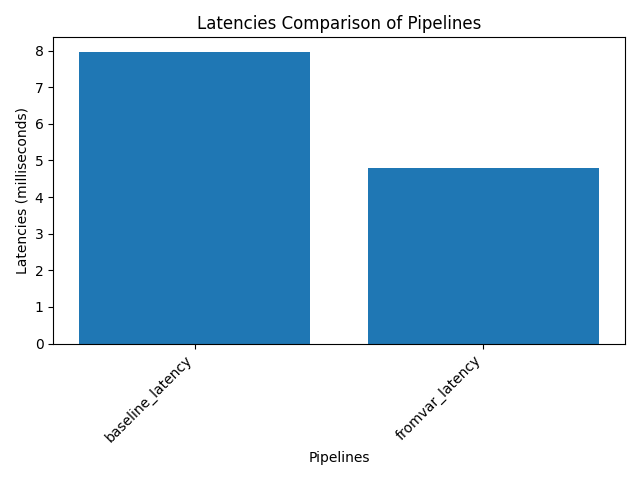 Latencies Comparison of Pipelines
Latencies (milliseconds)
8
7
6
5
4
3
2
1
0
baseline_latency
fromvar_latency
Pipelines